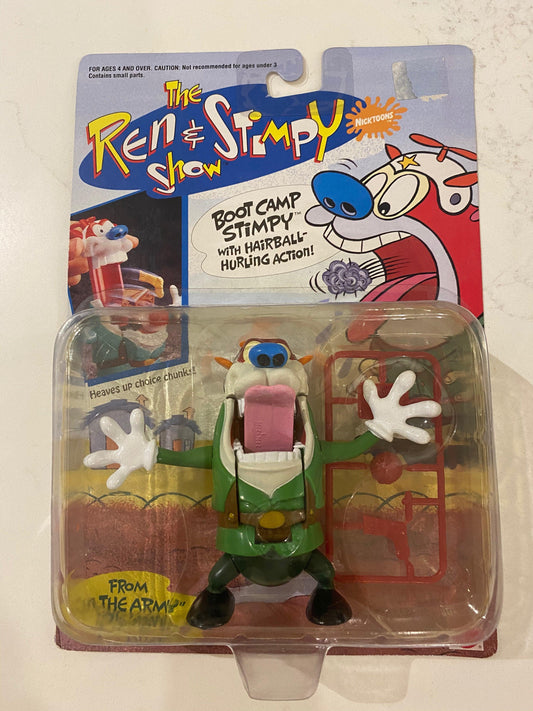 FOR AGES 4 AND OVER. CAUTION: Not recommended for ages under 3
Contains small parts.
The
Ren & Stimpy
Show
NICKTOONS
BOOT CAMP
STIMPY™
WITH HAIRBALL-
HURLING ACTION!
Heaves up choice chunks!
FROM
"THE ARMY"